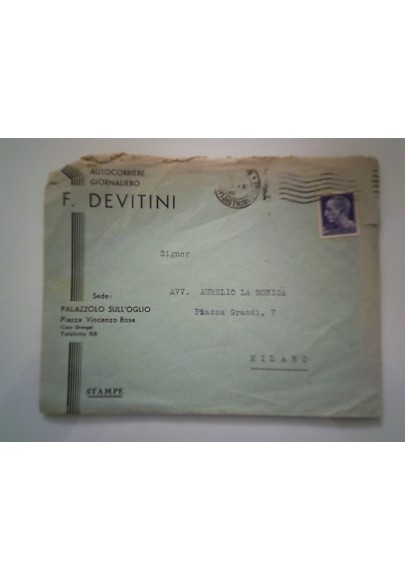 AUTOCORRIERE
GIORNALIERO
F. DEVITINI
Signor
AVV. AURELIO LA MONICA
Piazza Grandi, 7
MILANO
Sede:
PALAZZOLO SULL'OGLIO
Piazza Vincenzo Rosa
Telefono
STAMPE